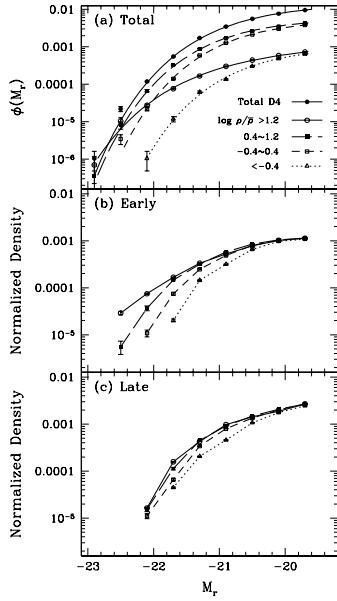 0.01
(a) Total
0.001
ϕ(M_r)
0.0001
Total D4
log ρ/ρ̄ >1.2
10⁻⁵
0.4~1.2
-0.4~0.4
10⁻⁶
<-0.4
0.01
(b) Early
Normalized Density
0.001
0.0001
10⁻⁵
0.01
(c) Late
Normalized Density
0.001
0.0001
10⁻⁵
-23
-22
-21
-20
M_r